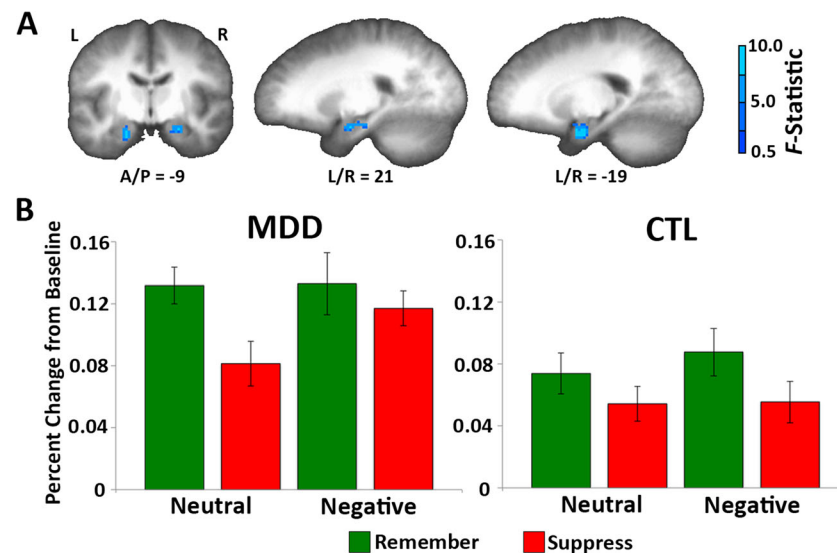 A
L
R
A/P = -9
L/R = 21
L/R = -19
10.0
5.0
0.5
F-Statistic
B
MDD
CTL
Percent Change from Baseline
0.16
0.12
0.08
0.04
0
0.16
0.12
0.08
0.04
0
Neutral Negative
Neutral Negative
Remember Suppress